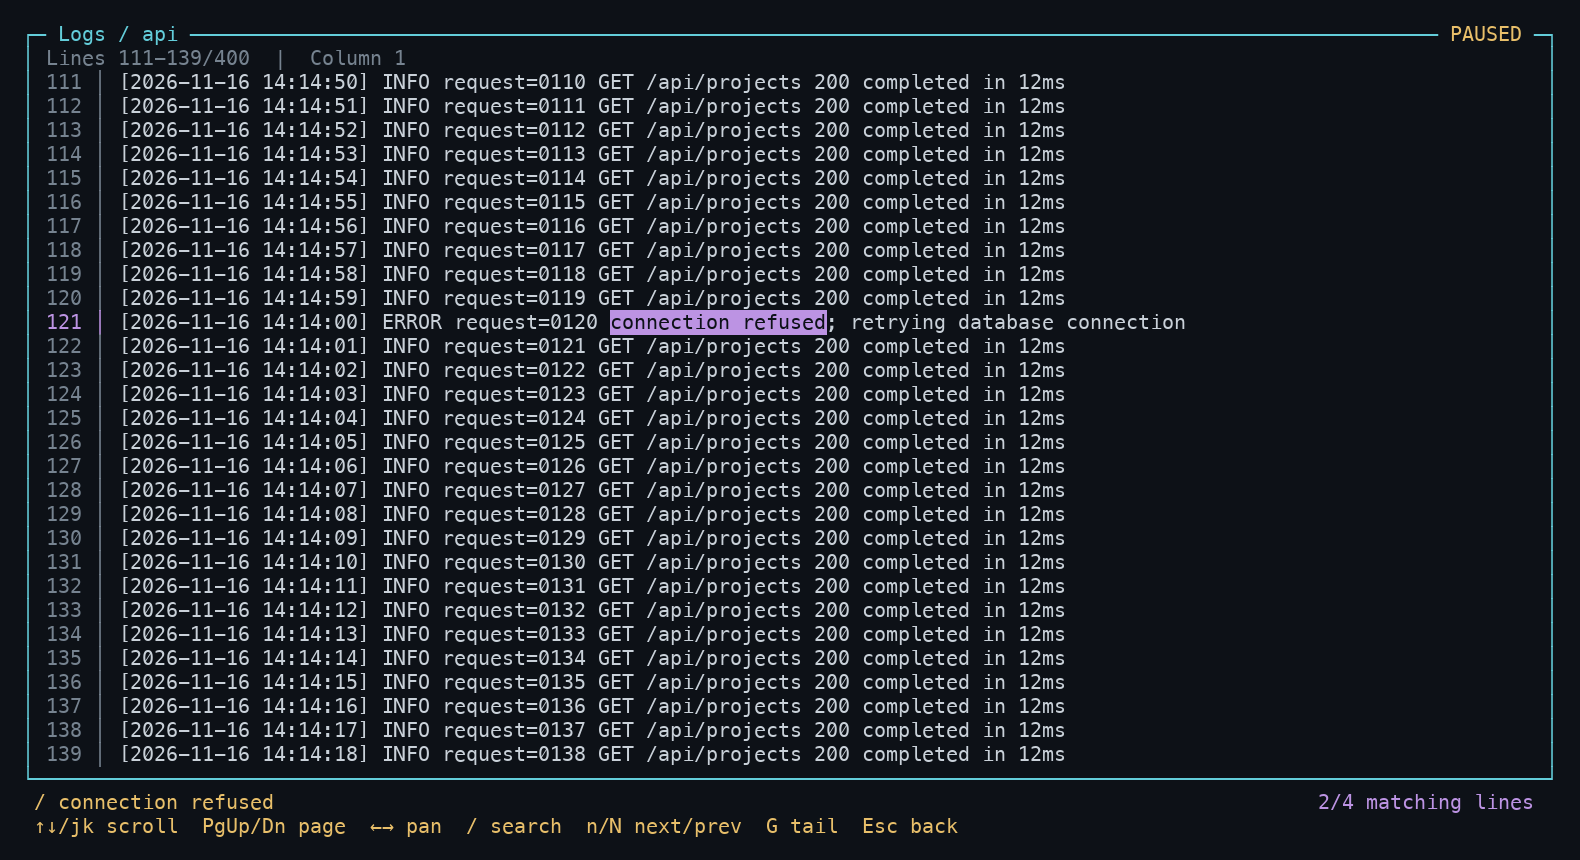 Logs / api PAUSED
Lines 111-139/400 | Column 1
111 │ [2026-11-16 14:14:50] INFO request=0110 GET /api/projects 200 completed in 12ms
112 │ [2026-11-16 14:14:51] INFO request=0111 GET /api/projects 200 completed in 12ms
113 │ [2026-11-16 14:14:52] INFO request=0112 GET /api/projects 200 completed in 12ms
114 │ [2026-11-16 14:14:53] INFO request=0113 GET /api/projects 200 completed in 12ms
115 │ [2026-11-16 14:14:54] INFO request=0114 GET /api/projects 200 completed in 12ms
116 │ [2026-11-16 14:14:55] INFO request=0115 GET /api/projects 200 completed in 12ms
117 │ [2026-11-16 14:14:56] INFO request=0116 GET /api/projects 200 completed in 12ms
118 │ [2026-11-16 14:14:57] INFO request=0117 GET /api/projects 200 completed in 12ms
119 │ [2026-11-16 14:14:58] INFO request=0118 GET /api/projects 200 completed in 12ms
120 │ [2026-11-16 14:14:59] INFO request=0119 GET /api/projects 200 completed in 12ms
121 │ [2026-11-16 14:14:00] ERROR request=0120 connection refused; retrying database connection
122 │ [2026-11-16 14:14:01] INFO request=0121 GET /api/projects 200 completed in 12ms
123 │ [2026-11-16 14:14:02] INFO request=0122 GET /api/projects 200 completed in 12ms
124 │ [2026-11-16 14:14:03] INFO request=0123 GET /api/projects 200 completed in 12ms
125 │ [2026-11-16 14:14:04] INFO request=0124 GET /api/projects 200 completed in 12ms
126 │ [2026-11-16 14:14:05] INFO request=0125 GET /api/projects 200 completed in 12ms
127 │ [2026-11-16 14:14:06] INFO request=0126 GET /api/projects 200 completed in 12ms
128 │ [2026-11-16 14:14:07] INFO request=0127 GET /api/projects 200 completed in 12ms
129 │ [2026-11-16 14:14:08] INFO request=0128 GET /api/projects 200 completed in 12ms
130 │ [2026-11-16 14:14:09] INFO request=0129 GET /api/projects 200 completed in 12ms
131 │ [2026-11-16 14:14:10] INFO request=0130 GET /api/projects 200 completed in 12ms
132 │ [2026-11-16 14:14:11] INFO request=0131 GET /api/projects 200 completed in 12ms
133 │ [2026-11-16 14:14:12] INFO request=0132 GET /api/projects 200 completed in 12ms
134 │ [2026-11-16 14:14:13] INFO request=0133 GET /api/projects 200 completed in 12ms
135 │ [2026-11-16 14:14:14] INFO request=0134 GET /api/projects 200 completed in 12ms
136 │ [2026-11-16 14:14:15] INFO request=0135 GET /api/projects 200 completed in 12ms
137 │ [2026-11-16 14:14:16] INFO request=0136 GET /api/projects 200 completed in 12ms
138 │ [2026-11-16 14:14:17] INFO request=0137 GET /api/projects 200 completed in 12ms
139 │ [2026-11-16 14:14:18] INFO request=0138 GET /api/projects 200 completed in 12ms
/ connection refused 2/4 matching lines
↑↓/jk scroll PgUp/Dn page ←→ pan / search n/N next/prev G tail Esc back